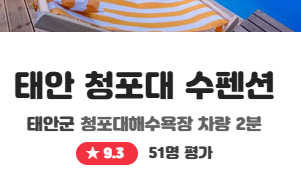 태안 청포대 수펜션
태안군 청포대해수욕장 차량 2분
★ 9.3 51명 평가